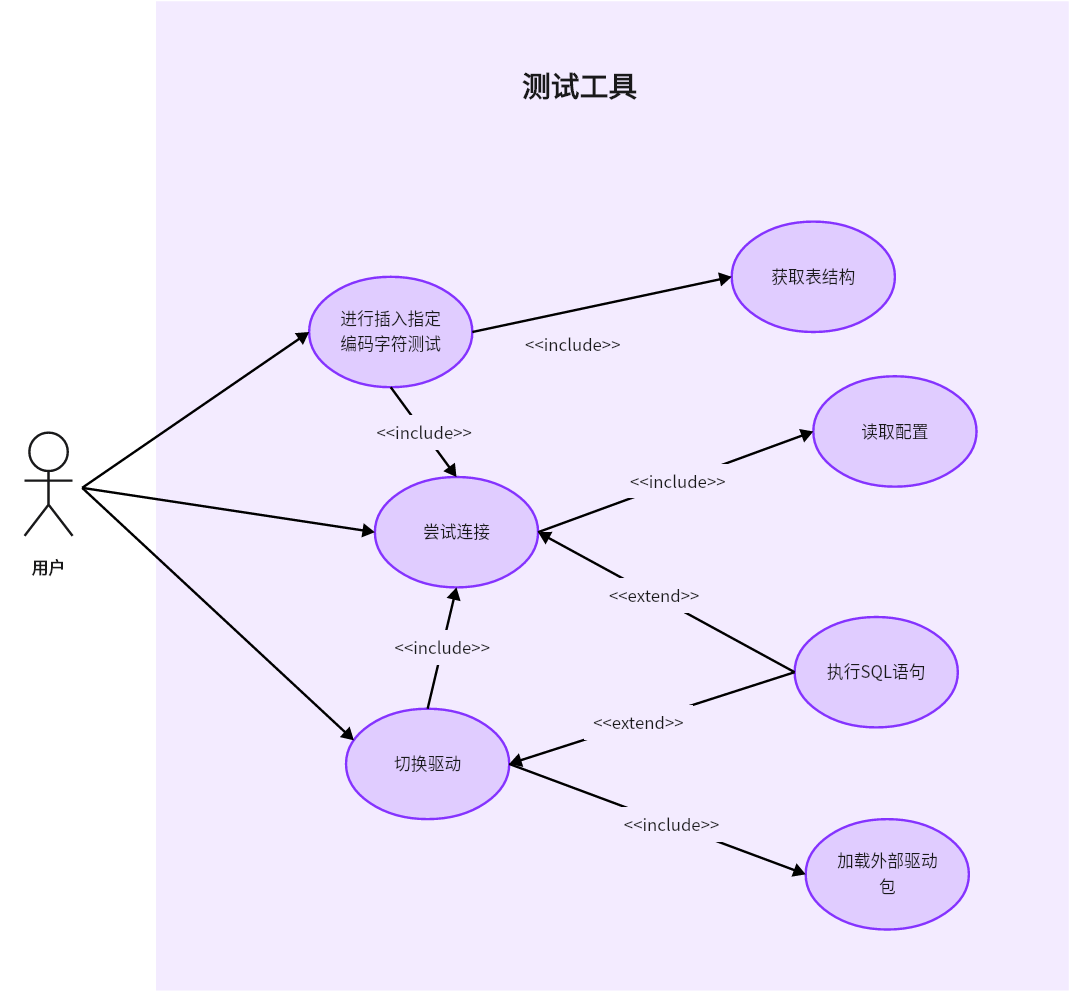 测试工具
获取表结构
进行插入指定
编码字符测试
<<include>>
<<include>>
读取配置
<<include>>
尝试连接
用户
<<extend>>
<<include>>
执行SQL语句
<<extend>>
切换驱动
<<include>>
加载外部驱动
包